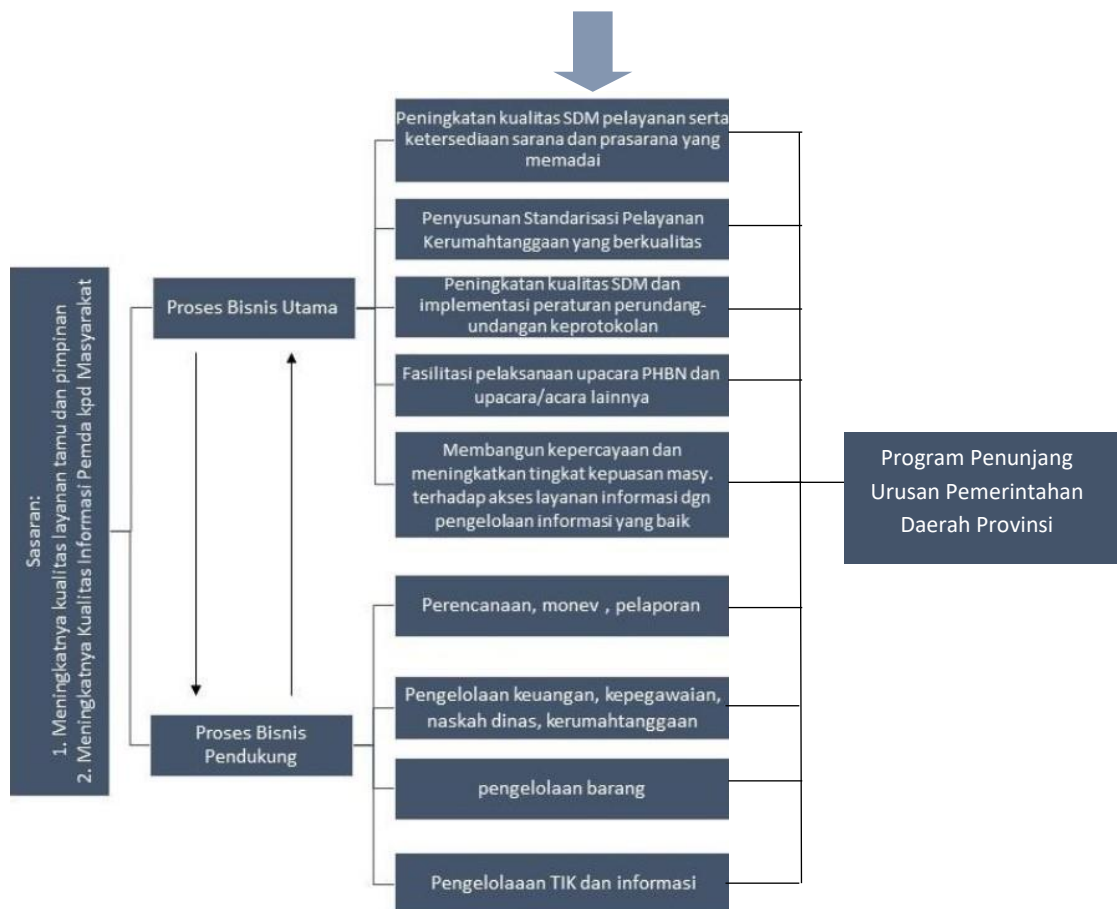 Sasaran:
1. Meningkatnya kualitas layanan tamu dan pimpinan
2. Meningkatnya Kualitas Informasi Pemda kpd Masyarakat
Proses Bisnis Utama
Proses Bisnis
Pendukung
Peningkatan kualitas SDM pelayanan serta
ketersediaan sarana dan prasarana yang
memadai
Penyusunan Standarisasi Pelayanan
Kerumahtanggaan yang berkualitas
Peningkatan kualitas SDM dan
implementasi peraturan perundang-
undangan keprotokolan
Fasilitasi pelaksanaan upacara PHBN dan
upacara/acara lainnya
Membangun kepercayaan dan
meningkatkan tingkat kepuasan masy.
terhadap akses layanan informasi dgn
pengelolaan informasi yang baik
Perencanaan, monev , pelaporan
Pengelolaan keuangan, kepegawaian,
naskah dinas, kerumahtanggaan
pengelolaan barang
Pengelolaaan TIK dan informasi
Program Penunjang
Urusan Pemerintahan
Daerah Provinsi